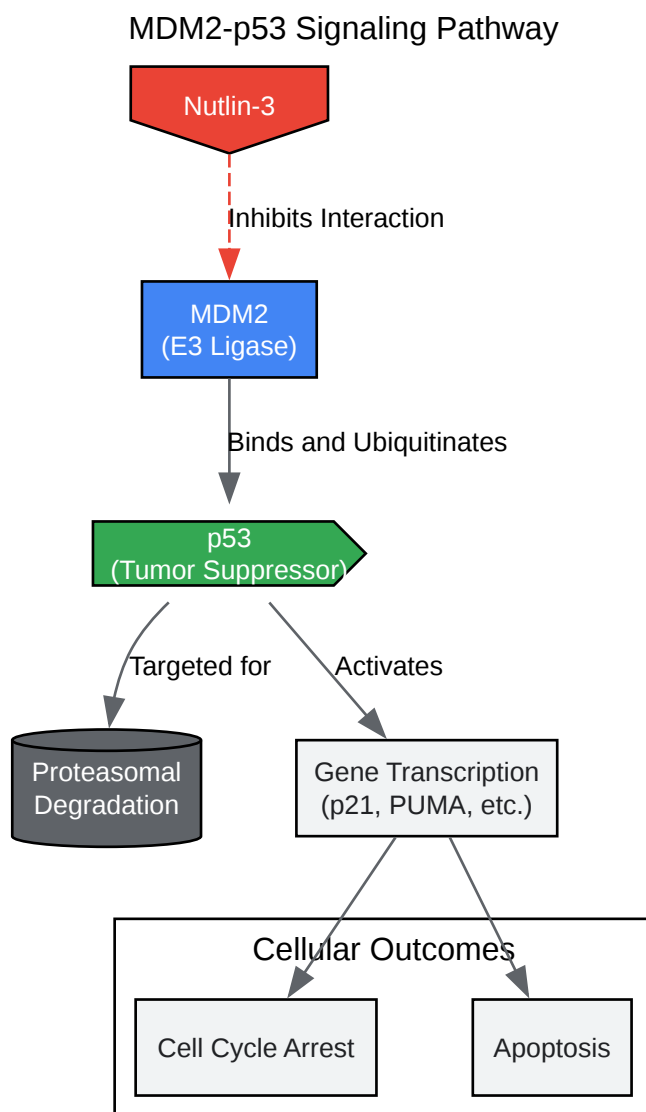 MDM2-p53 Signaling Pathway
Nutlin-3
Inhibits Interaction
MDM2
(E3 Ligase)
Binds and Ubiquitinates
p53
(Tumor Suppressor)
Targeted for
Activates
Proteasomal
Degradation
Gene Transcription
(p21, PUMA, etc.)
Cellular Outcomes
Cell Cycle Arrest
Apoptosis